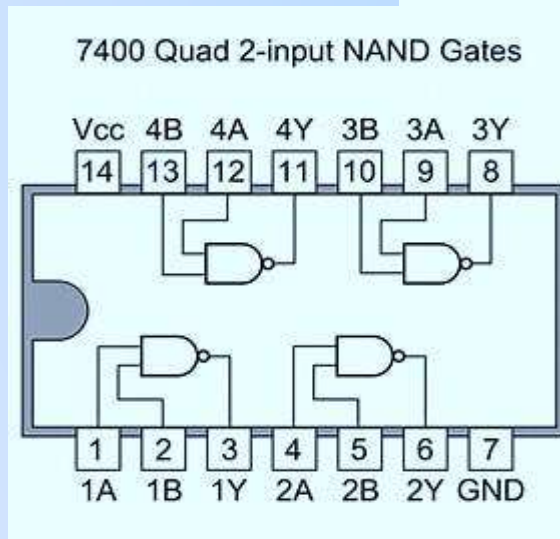 7400 Quad 2-input NAND Gates
Vcc 4B 4A 4Y 3B 3A 3Y
14 13 12 11 10 9 8
1 2 3 4 5 6 7
1A 1B 1Y 2A 2B 2Y GND